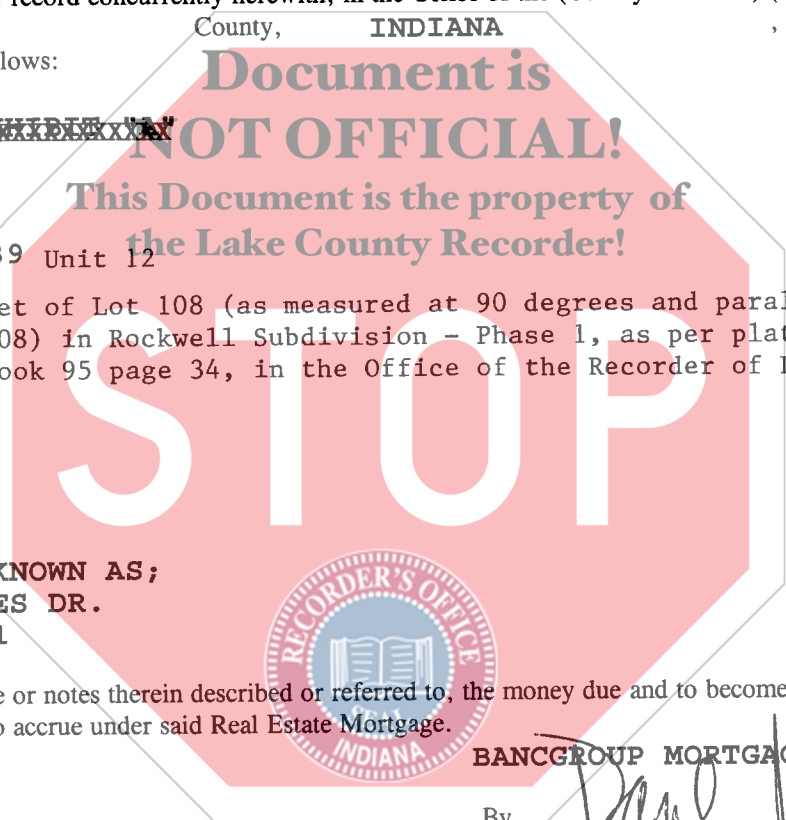 record concurrently herewith, in the
County, INDIANA ,
lows:
Document is
NOT OFFICIAL!
This Document is the property of
the Lake County Recorder!
39 Unit 12
et of Lot 108 (as measured at 90 degrees and paral
08) in Rockwell Subdivision - Phase 1, as per plat
ook 95 page 34, in the Office of the Recorder of
STOP
KNOWN AS;
ES DR.
RECORDER'S OFFICE
SEAL
INDIANA
e or notes therein described or referred to, the money due and to become
o accrue under said Real Estate Mortgage.
BANCGROUP MORTGAG
By